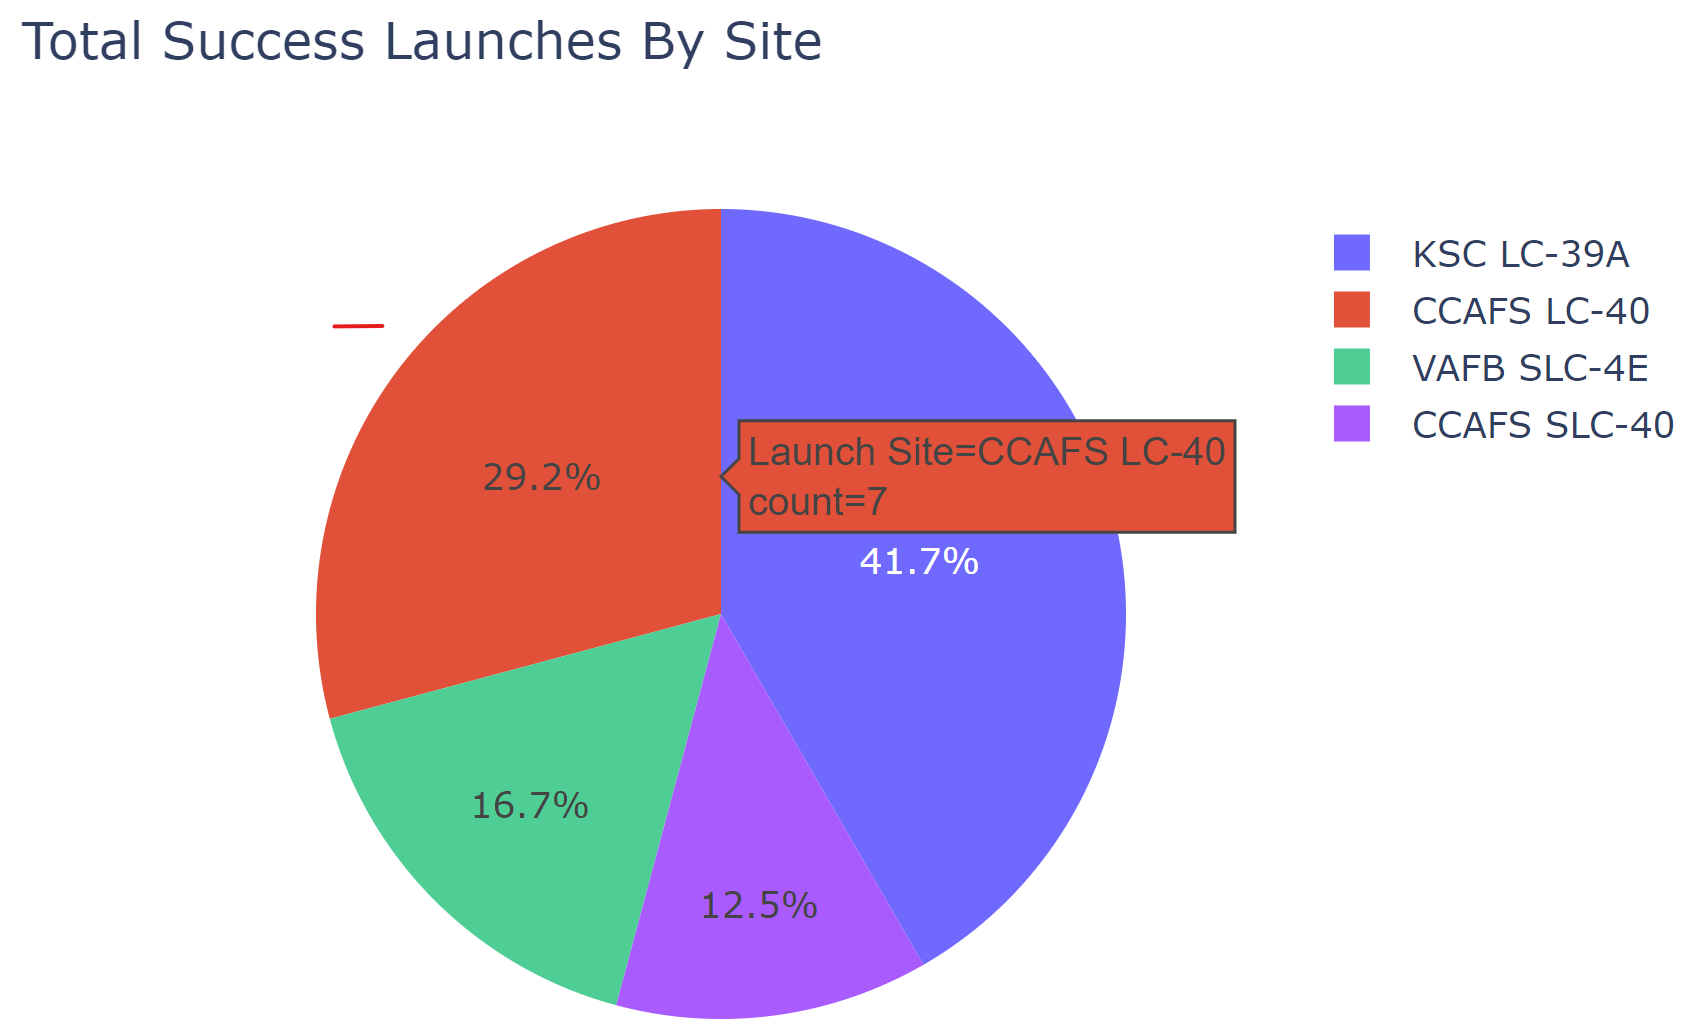 Total Success Launches By Site
KSC LC-39A
CCAFS LC-40
VAFB SLC-4E
CCAFS SLC-40
Launch Site=CCAFS LC-40
count=7
29.2%
41.7%
16.7%
12.5%